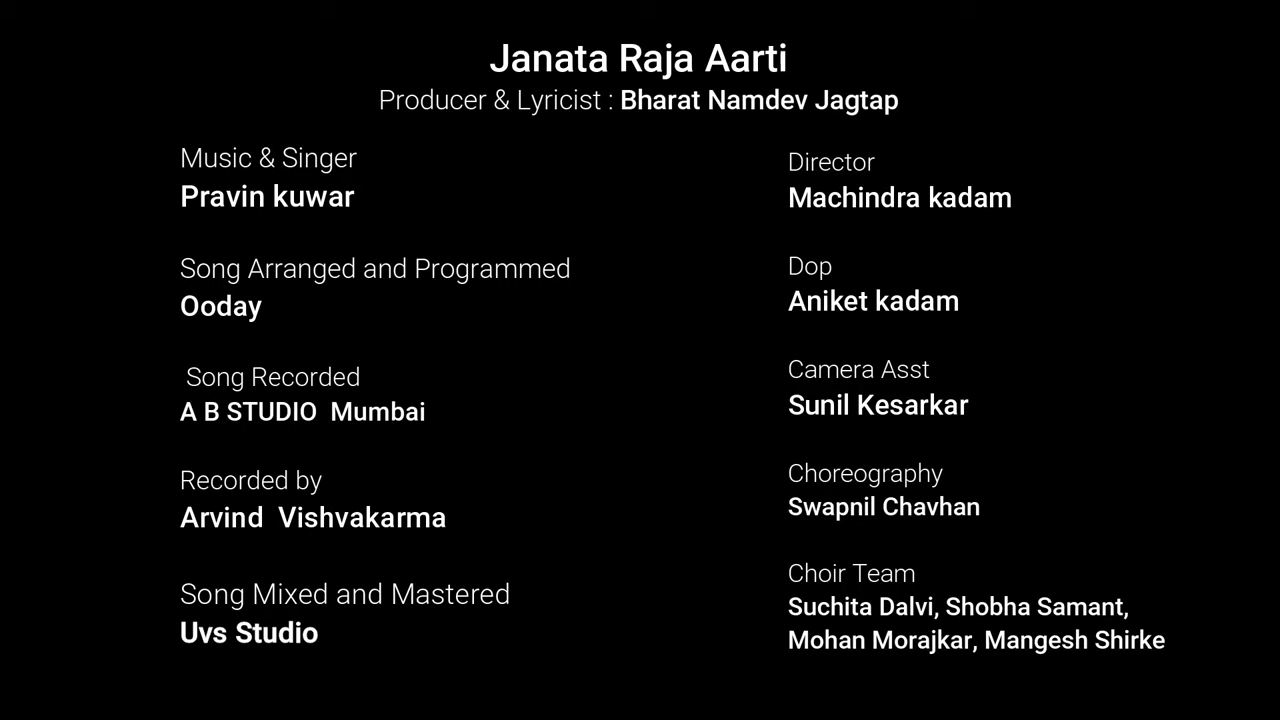 Janata Raja Aarti
Producer & Lyricist : Bharat Namdev Jagtap
Music & Singer
Pravin kuwar
Song Arranged and Programmed
Ooday
Song Recorded
A B STUDIO Mumbai
Recorded by
Arvind Vishvakarma
Song Mixed and Mastered
Uvs Studio
Director
Machindra kadam
Dop
Aniket kadam
Camera Asst
Sunil Kesarkar
Choreography
Swapnil Chavhan
Choir Team
Suchita Dalvi, Shobha Samant,
Mohan Morajkar, Mangesh Shirke